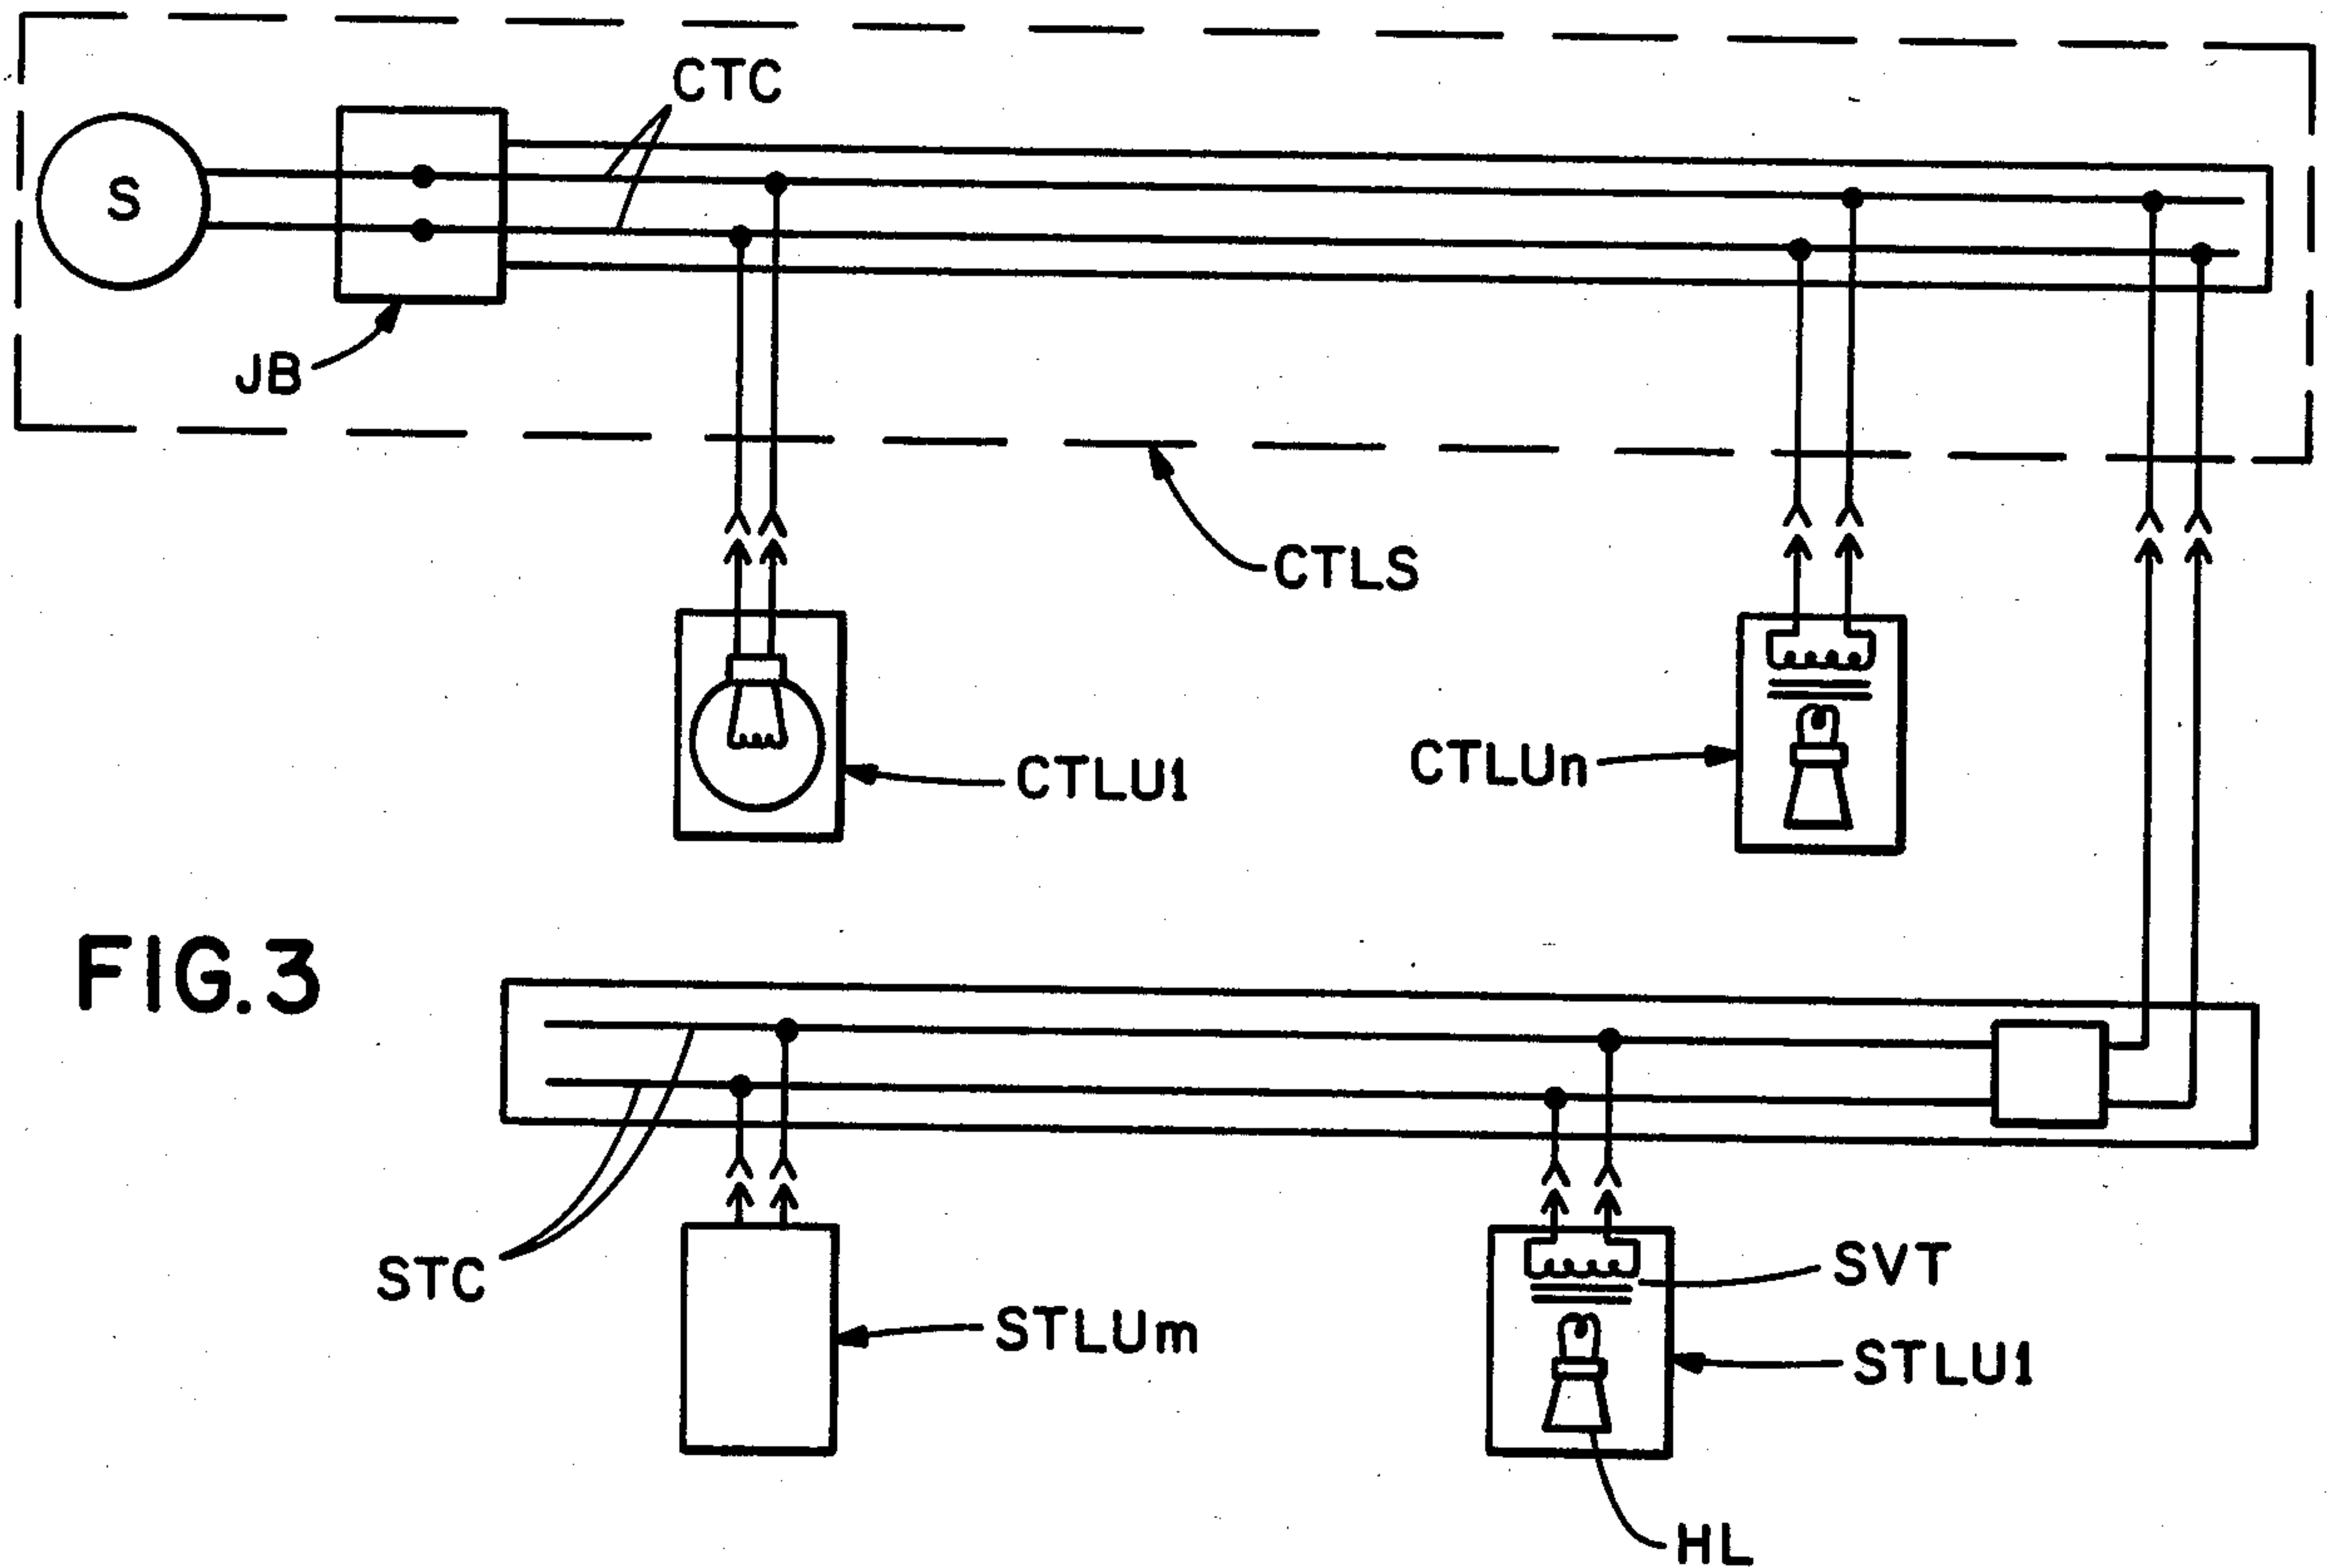 CTC
S
JB
CTLS
CTLU1
CTLUn
FIG.3
STC
SVT
STLUm
STLU1
HL